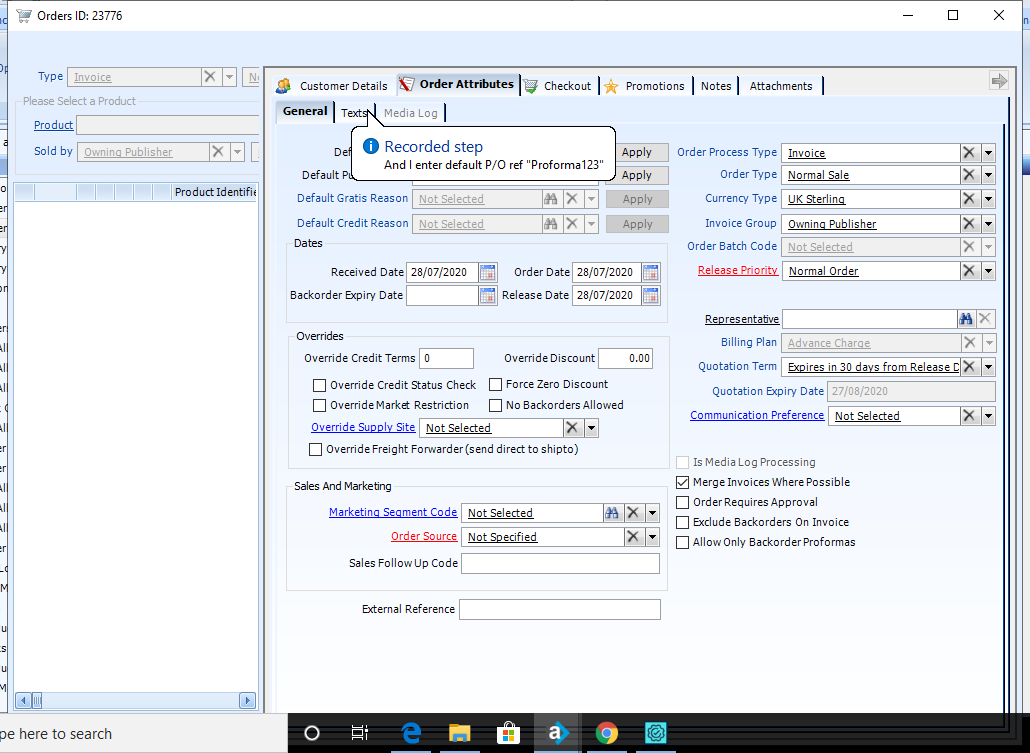 Orders ID: 23776
Type Invoice
Please Select a Product
Product
Sold by Owning Publisher
Product Identifie
Customer Details Order Attributes Checkout Promotions Notes Attachments
General Texts Media Log
Recorded step
And I enter default P/O ref "Proforma123"
Apply
Apply
Default Gratis Reason Not Selected Apply
Default Credit Reason Not Selected Apply
Dates
Received Date 28/07/2020 Order Date 28/07/2020
Backorder Expiry Date Release Date 28/07/2020
Overrides
Override Credit Terms 0 Override Discount 0.00
Override Credit Status Check Force Zero Discount
Override Market Restriction No Backorders Allowed
Override Supply Site Not Selected
Override Freight Forwarder (send direct to shipto)
Sales And Marketing
Marketing Segment Code Not Selected
Order Source Not Specified
Sales Follow Up Code
External Reference
Order Process Type Invoice
Order Type Normal Sale
Currency Type UK Sterling
Invoice Group Owning Publisher
Order Batch Code Not Selected
Release Priority Normal Order
Representative
Billing Plan Advance Charge
Quotation Term Expires in 30 days from Release D
Quotation Expiry Date 27/08/2020
Communication Preference Not Selected
Is Media Log Processing
Merge Invoices Where Possible
Order Requires Approval
Exclude Backorders On Invoice
Allow Only Backorder Proformas
pe here to search